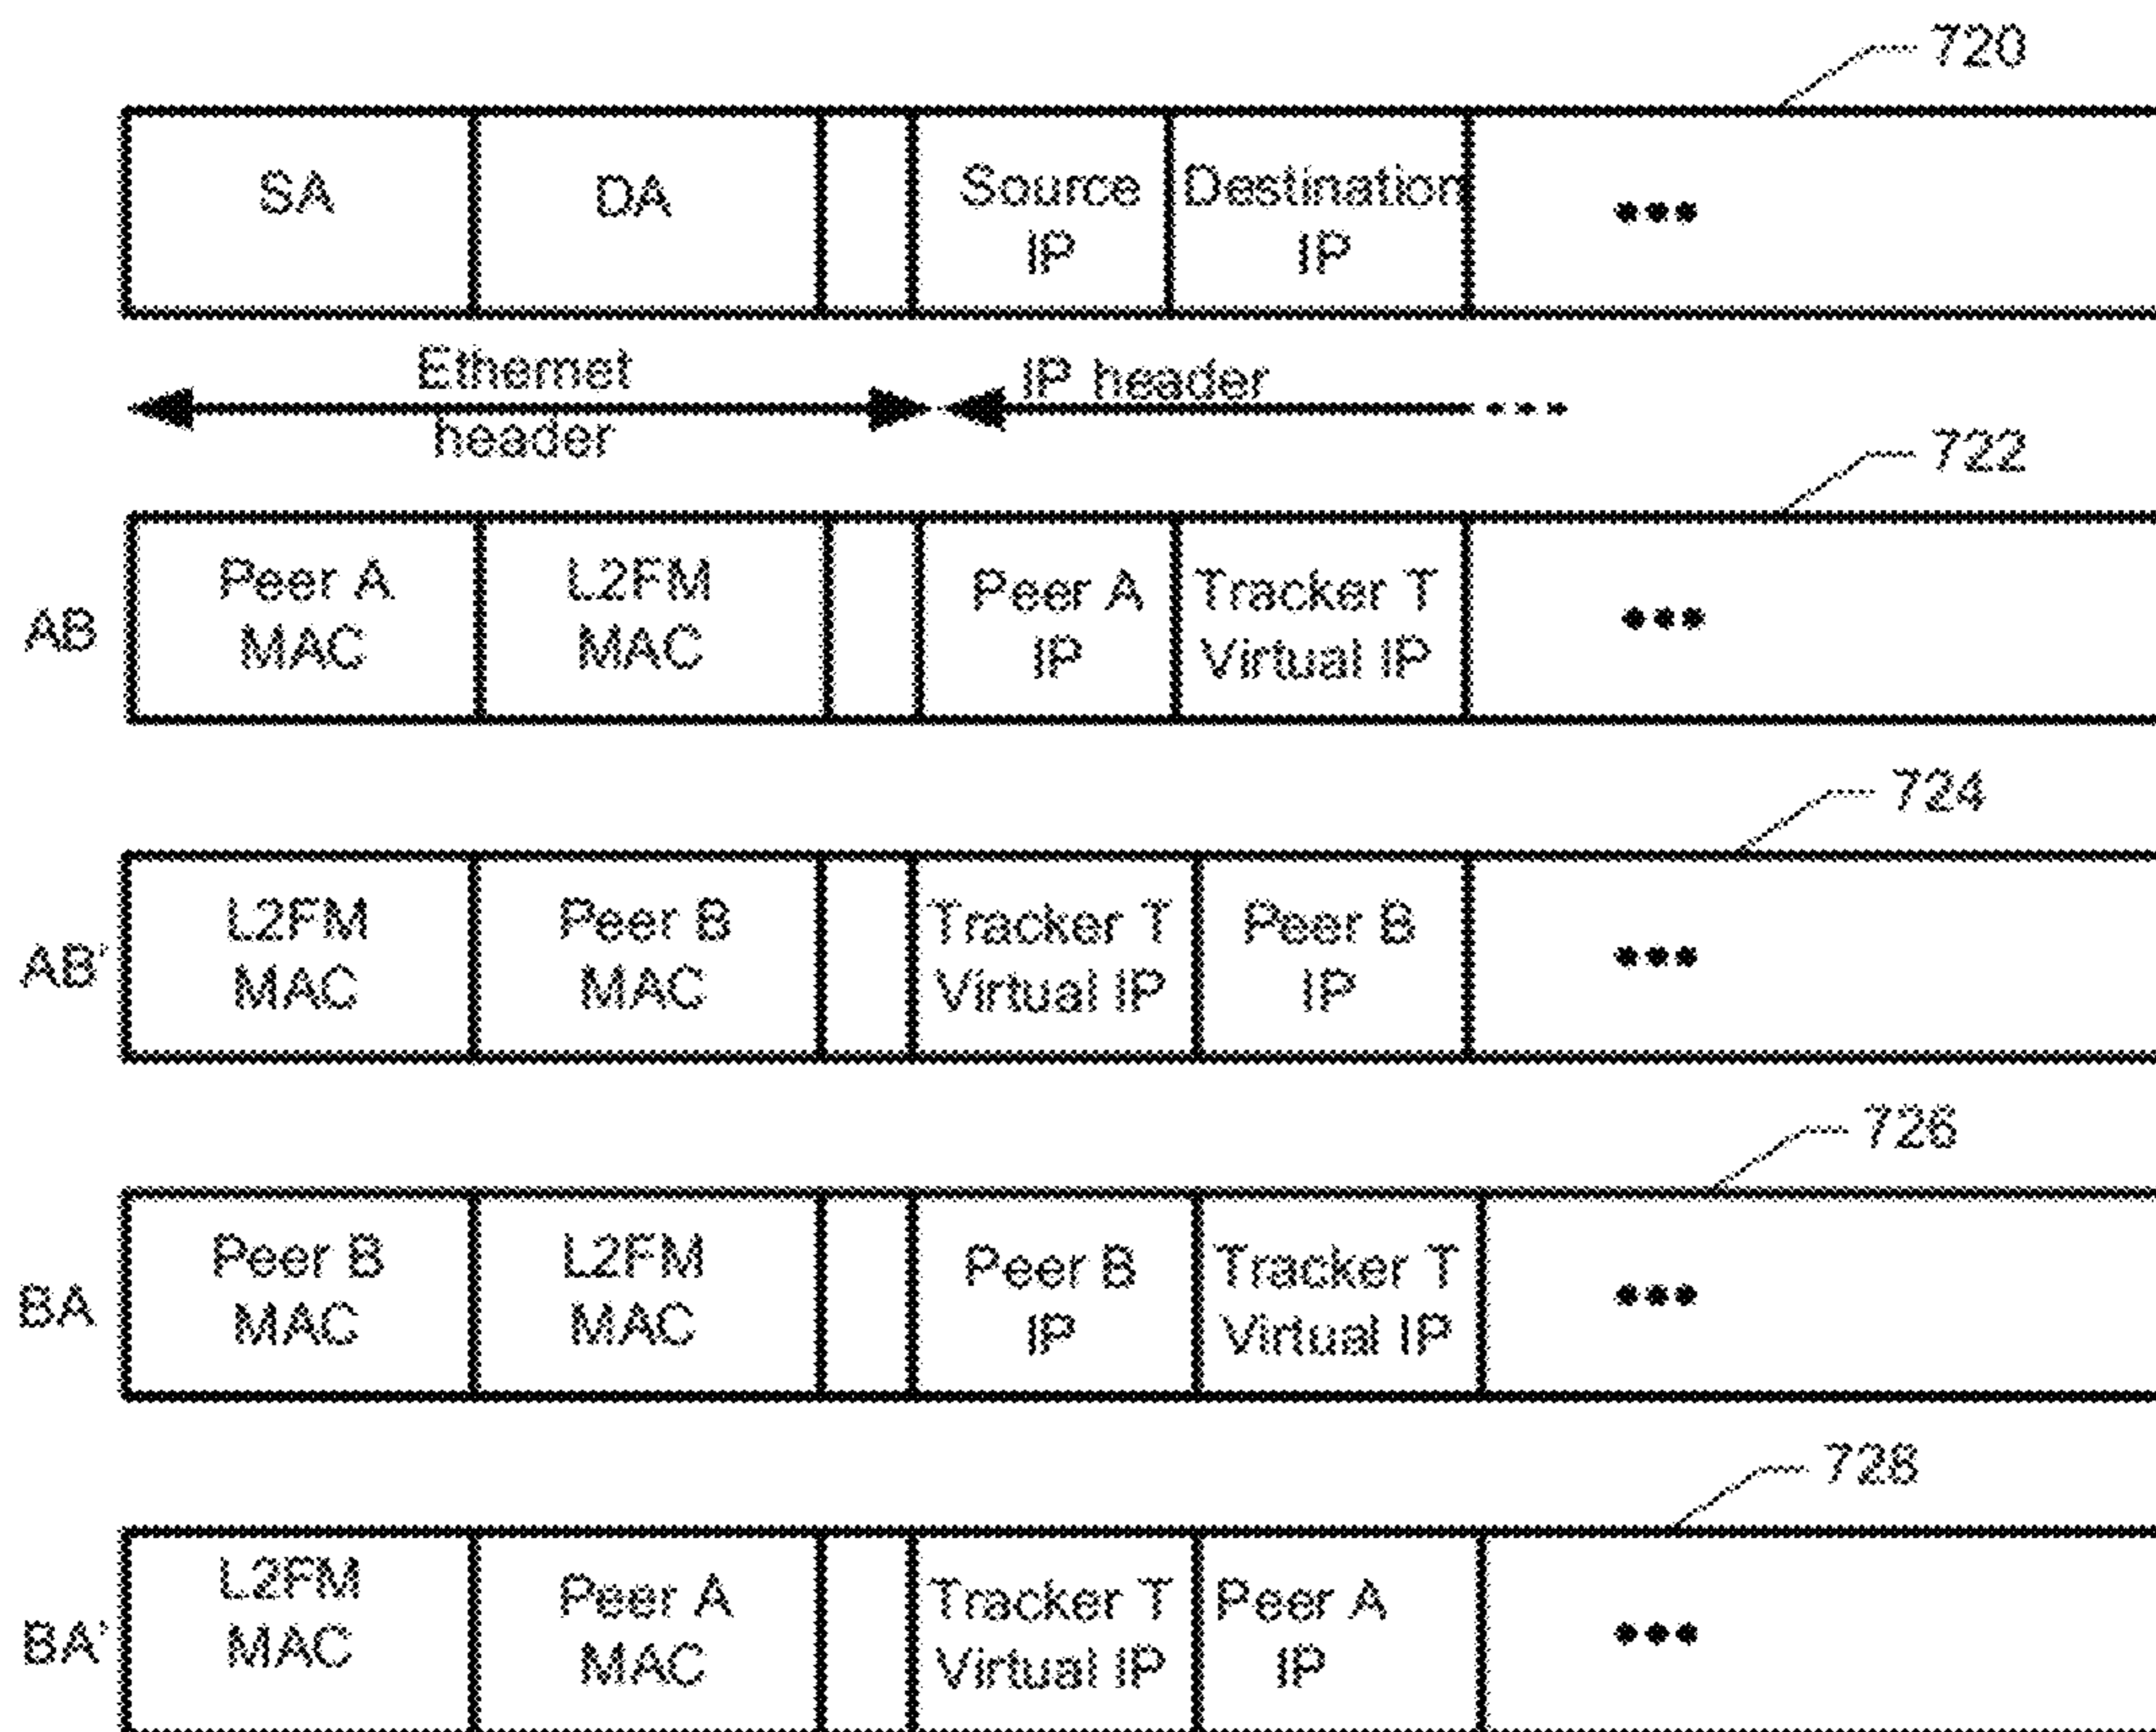 720
SA DA Source IP Destination IP •••
Ethernet header IP header
722
AB Peer A MAC L2FM MAC Peer A IP Tracker T Virtual IP •••
724
AB' L2FM MAC Peer B MAC Tracker T Virtual IP Peer B IP •••
726
BA Peer B MAC L2FM MAC Peer B IP Tracker T Virtual IP •••
728
BA' L2FM MAC Peer A MAC Tracker T Virtual IP Peer A IP •••